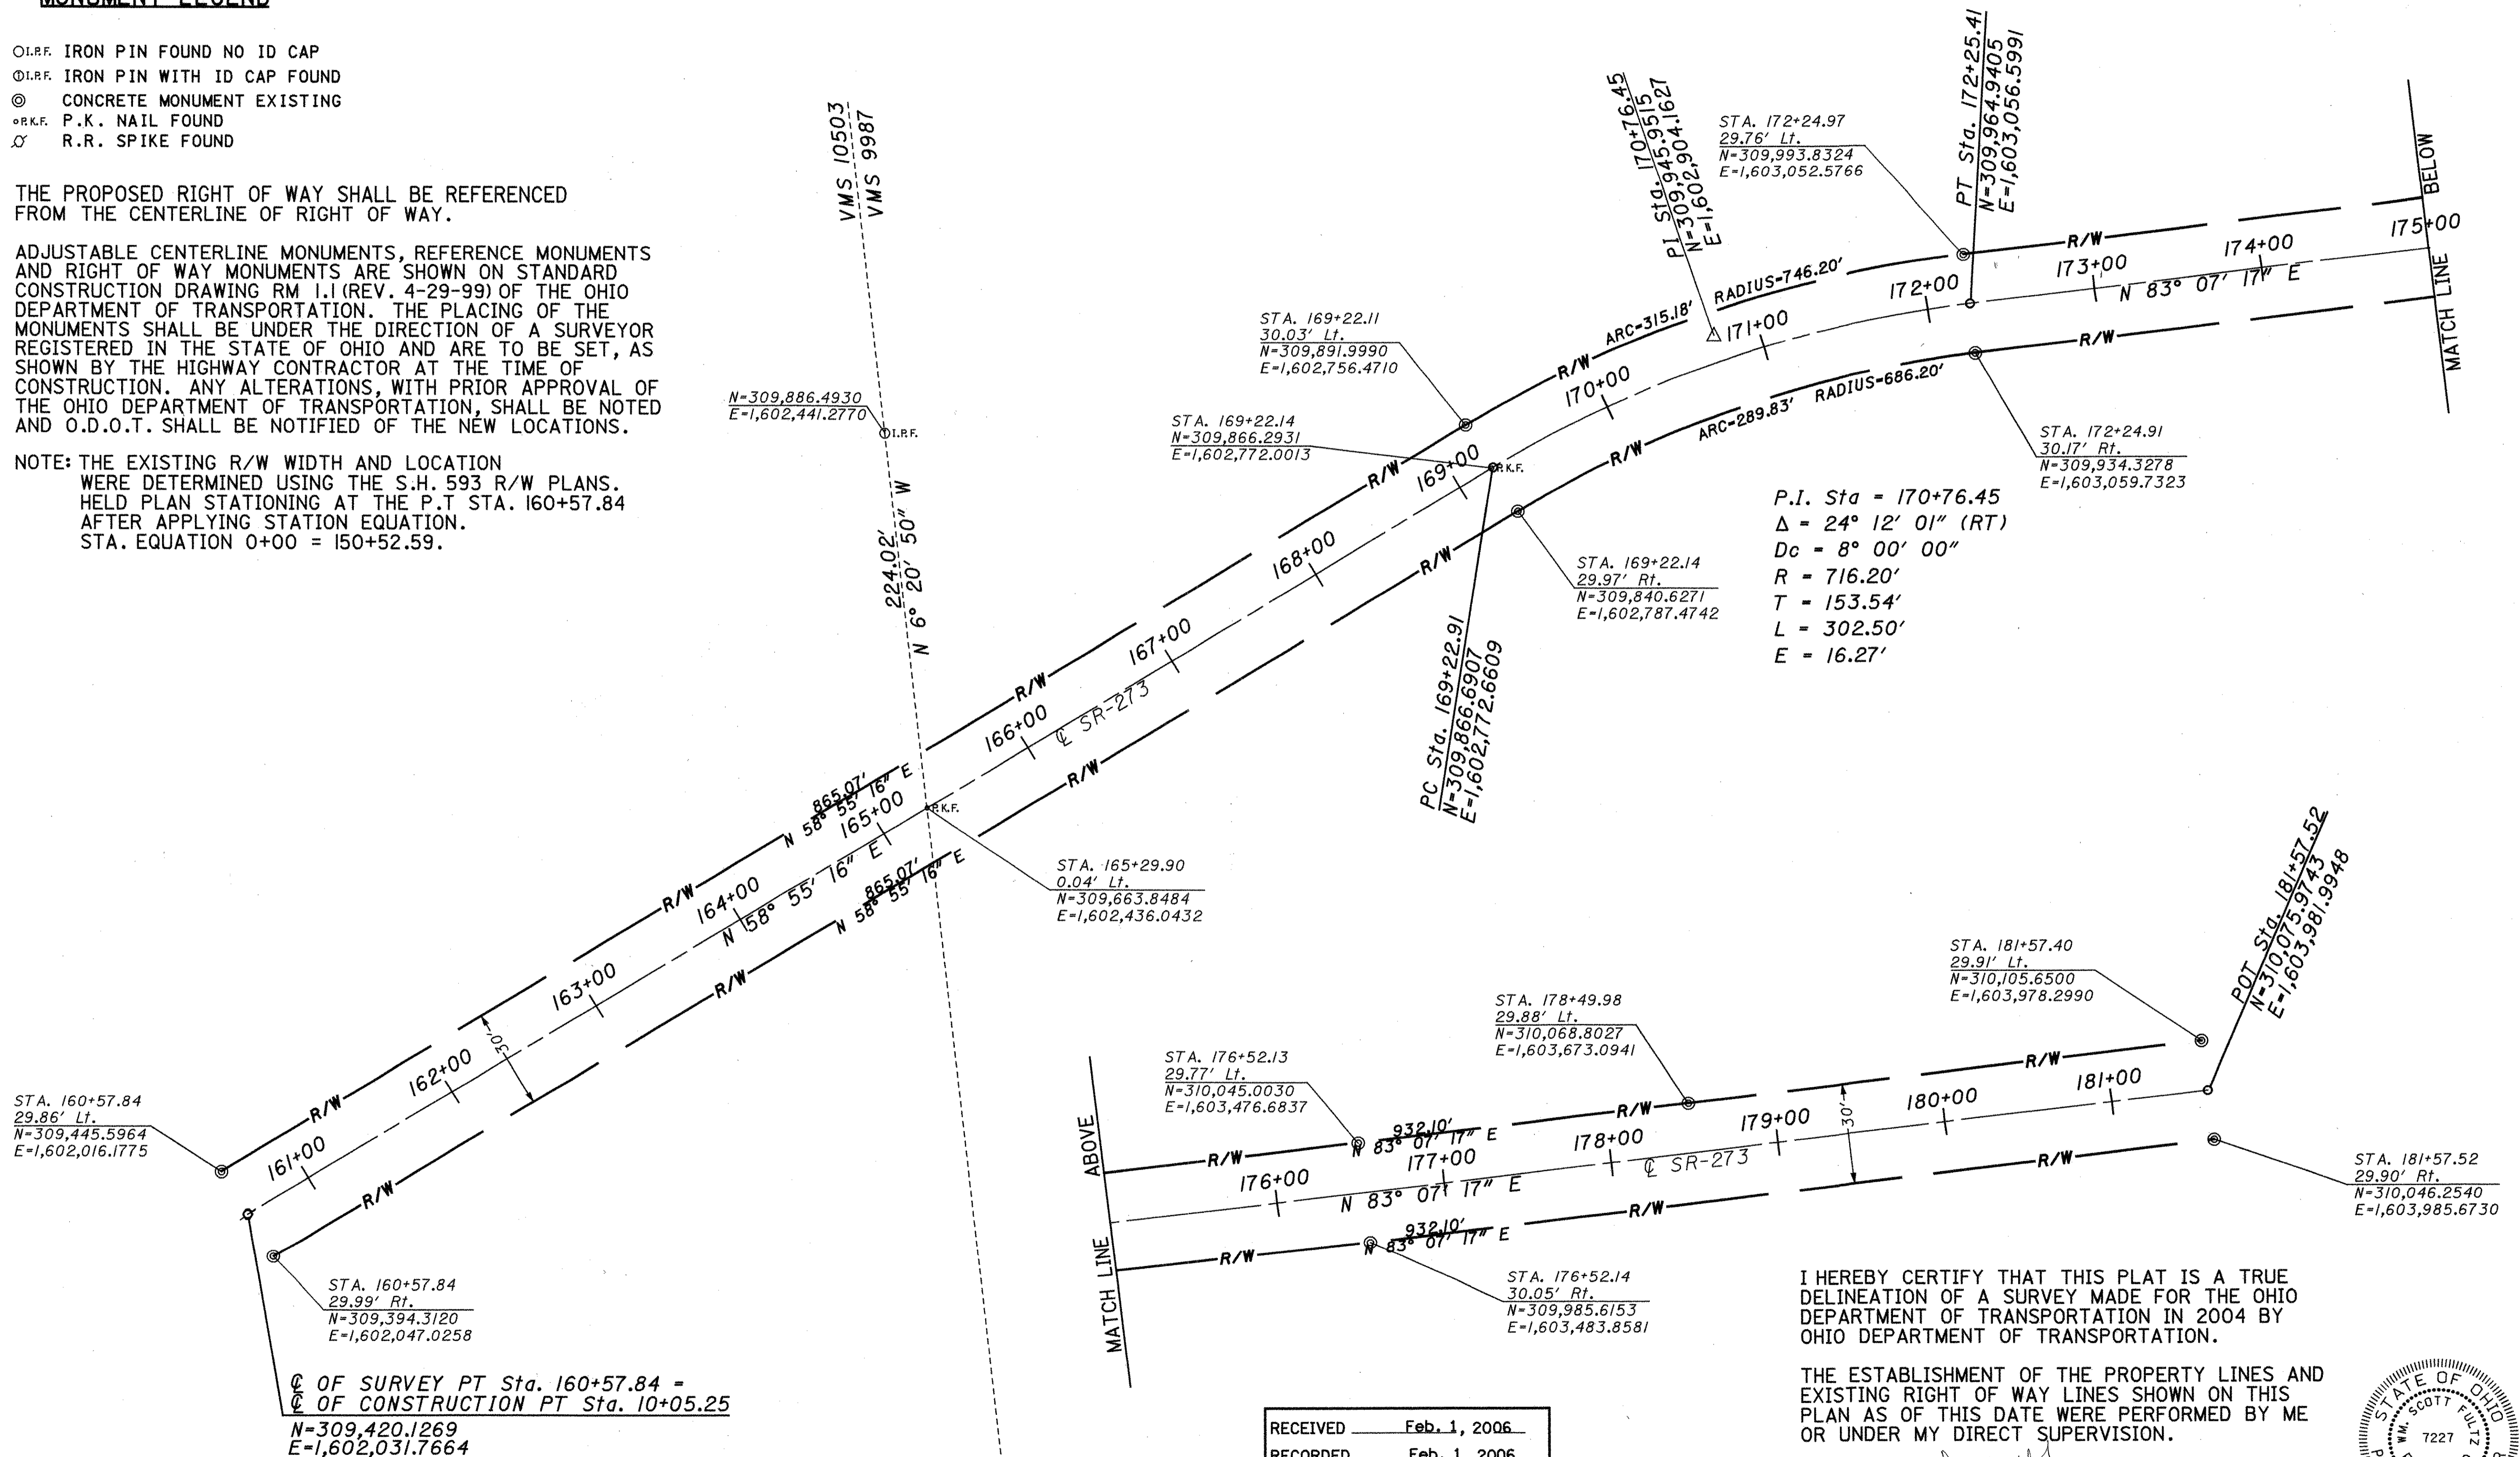 MONUMENT LEGEND
I.P.F. IRON PIN FOUND NO ID CAP
I.P.F. IRON PIN WITH ID CAP FOUND
CONCRETE MONUMENT EXISTING
P.K.F. P.K. NAIL FOUND
R.R. SPIKE FOUND
THE PROPOSED RIGHT OF WAY SHALL BE REFERENCED
FROM THE CENTERLINE OF RIGHT OF WAY.
ADJUSTABLE CENTERLINE MONUMENTS, REFERENCE MONUMENTS
AND RIGHT OF WAY MONUMENTS ARE SHOWN ON STANDARD
CONSTRUCTION DRAWING RM 1.1 (REV. 4-29-99) OF THE OHIO
DEPARTMENT OF TRANSPORTATION. THE PLACING OF THE
MONUMENTS SHALL BE UNDER THE DIRECTION OF A SURVEYOR
REGISTERED IN THE STATE OF OHIO AND ARE TO BE SET, AS
SHOWN BY THE HIGHWAY CONTRACTOR AT THE TIME OF
CONSTRUCTION. ANY ALTERATIONS, WITH PRIOR APPROVAL OF
THE OHIO DEPARTMENT OF TRANSPORTATION, SHALL BE NOTED
AND O.D.O.T. SHALL BE NOTIFIED OF THE NEW LOCATIONS.
NOTE: THE EXISTING R/W WIDTH AND LOCATION
WERE DETERMINED USING THE S.H. 593 R/W PLANS.
HELD PLAN STATIONING AT THE P.T STA. 160+57.84
AFTER APPLYING STATION EQUATION.
STA. EQUATION 0+00 = 150+52.59.
VMS 10503
VMS 9987
N=309,886.4930
E=1,602,441.2770
I.P.F.
224.02'
N 6° 20' 50" W
STA. 169+22.11
30.03' Lt.
N=309,891.9990
E=1,602,756.4710
STA. 169+22.14
N=309,866.2931
E=1,602,772.0013
PI Sta. 170+76.45
N=309,945.9515
E=1,602,904.1627
STA. 172+24.97
29.76' Lt.
N=309,993.8324
E=1,603,052.5766
PT Sta. 172+25.41
N=309,964.9405
E=1,603,056.5991
MATCH LINE BELOW
R/W
ARC=315.18' RADIUS=746.20'
R/W
R/W
R/W
169+00
170+00
171+00
172+00
173+00
174+00
175+00
N 83° 07' 17" E
P.K.F.
R/W
R/W
ARC=289.83' RADIUS=686.20'
R/W
STA. 172+24.91
30.17' Rt.
N=309,934.3278
E=1,603,059.7323
STA. 169+22.14
29.97' Rt.
N=309,840.6271
E=1,602,787.4742
P.I. Sta = 170+76.45
Δ = 24° 12' 01" (RT)
Dc = 8° 00' 00"
R = 716.20'
T = 153.54'
L = 302.50'
E = 16.27'
PC Sta. 169+22.91
N=309,866.6907
E=1,602,772.6609
168+00
167+00
166+00
165+00
164+00
163+00
162+00
161+00
℄ SR-273
R/W
R/W
R/W
R/W
R/W
R/W
865.07'
N 58° 55' 16" E
N 58° 55' 16" E
865.07'
N 58° 55' 16" E
P.K.F.
STA. 165+29.90
0.04' Lt.
N=309,663.8484
E=1,602,436.0432
30'
STA. 160+57.84
29.86' Lt.
N=309,445.5964
E=1,602,016.1775
STA. 160+57.84
29.99' Rt.
N=309,394.3120
E=1,602,047.0258
℄ OF SURVEY PT Sta. 160+57.84 =
℄ OF CONSTRUCTION PT Sta. 10+05.25
N=309,420.1269
E=1,602,031.7664
MATCH LINE ABOVE
STA. 176+52.13
29.77' Lt.
N=310,045.0030
E=1,603,476.6837
STA. 178+49.98
29.88' Lt.
N=310,068.8027
E=1,603,673.0941
STA. 181+57.40
29.91' Lt.
N=310,105.6500
E=1,603,978.2990
POT Sta. 181+57.52
N=310,075.9743
E=1,603,981.9948
R/W
932.10'
N 83° 07' 17" E
R/W
R/W
176+00
177+00
178+00
179+00
180+00
181+00
N 83° 07' 17" E
℄ SR-273
30'
R/W
932.10'
N 83° 07' 17" E
R/W
R/W
STA. 176+52.14
30.05' Rt.
N=309,985.6153
E=1,603,483.8581
STA. 181+57.52
29.90' Rt.
N=310,046.2540
E=1,603,985.6730
I HEREBY CERTIFY THAT THIS PLAT IS A TRUE
DELINEATION OF A SURVEY MADE FOR THE OHIO
DEPARTMENT OF TRANSPORTATION IN 2004 BY
OHIO DEPARTMENT OF TRANSPORTATION.
THE ESTABLISHMENT OF THE PROPERTY LINES AND
EXISTING RIGHT OF WAY LINES SHOWN ON THIS
PLAN AS OF THIS DATE WERE PERFORMED BY ME
OR UNDER MY DIRECT SUPERVISION.
RECEIVED Feb. 1, 2006
RECORDED Feb. 1, 2006
STATE OF OHIO
WM. SCOTT FULTZ
7227